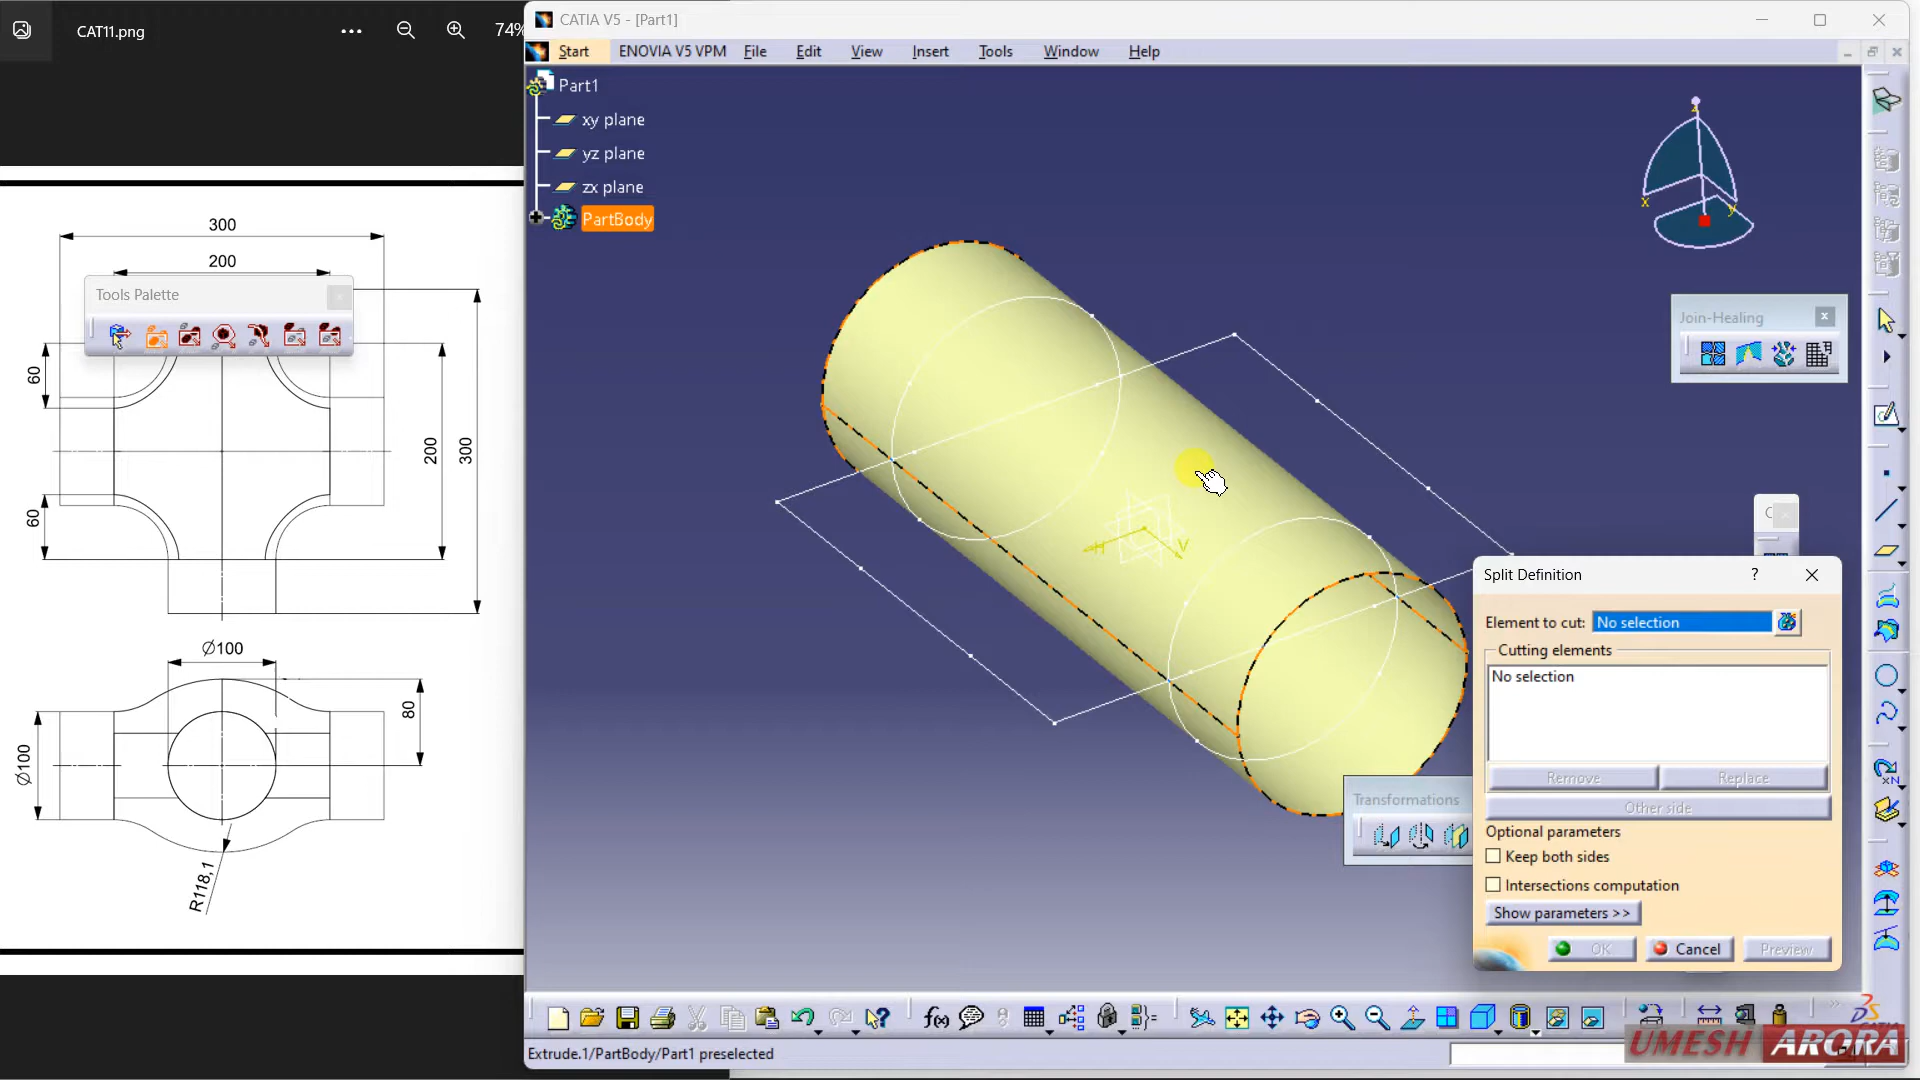 CAT11.png
74%
CATIA V5 - [Part1]
Start
ENOVIA V5 VPM
File
Edit
View
Insert
Tools
Window
Help
Part1
xy plane
yz plane
zx plane
PartBody
300
200
Tools Palette
60
60
200
300
Ø100
80
Ø100
R118,1
x
y
H
V
Join-Healing
Split Definition
?
Element to cut:
No selection
Cutting elements
No selection
Remove
Replace
Other side
Optional parameters
Keep both sides
Intersections computation
Show parameters >>
OK
Cancel
Preview
Transformations
Extrude.1/PartBody/Part1 preselected
UMESH ARORA